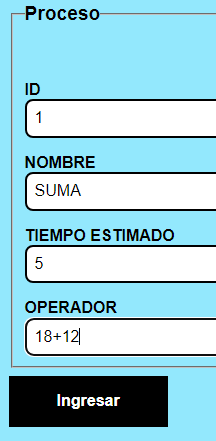 Proceso
ID
1
NOMBRE
SUMA
TIEMPO ESTIMADO
5
OPERADOR
18+12
Ingresar